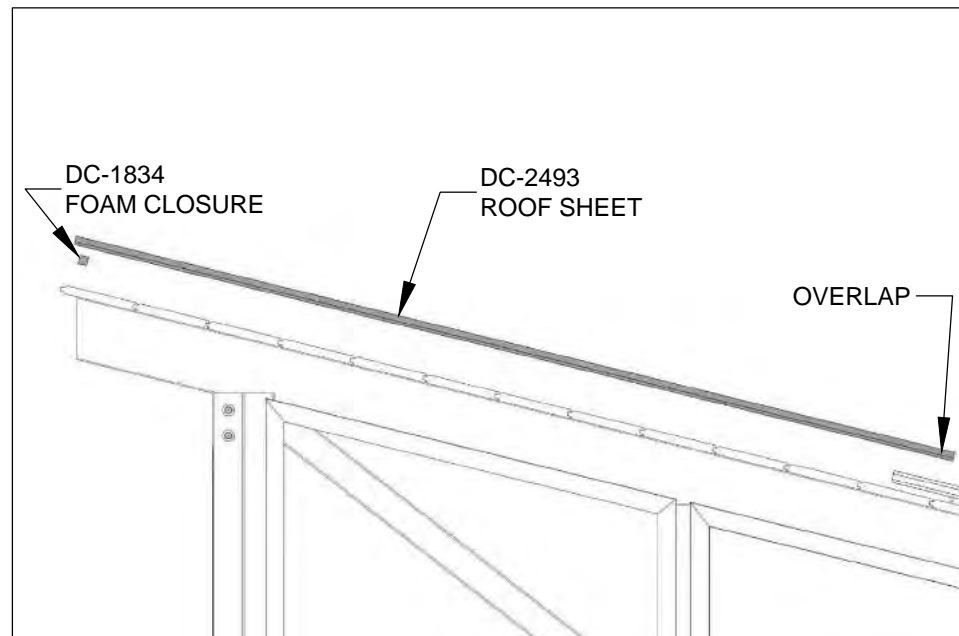 DC-1834
FOAM CLOSURE
DC-2493
ROOF SHEET
OVERLAP